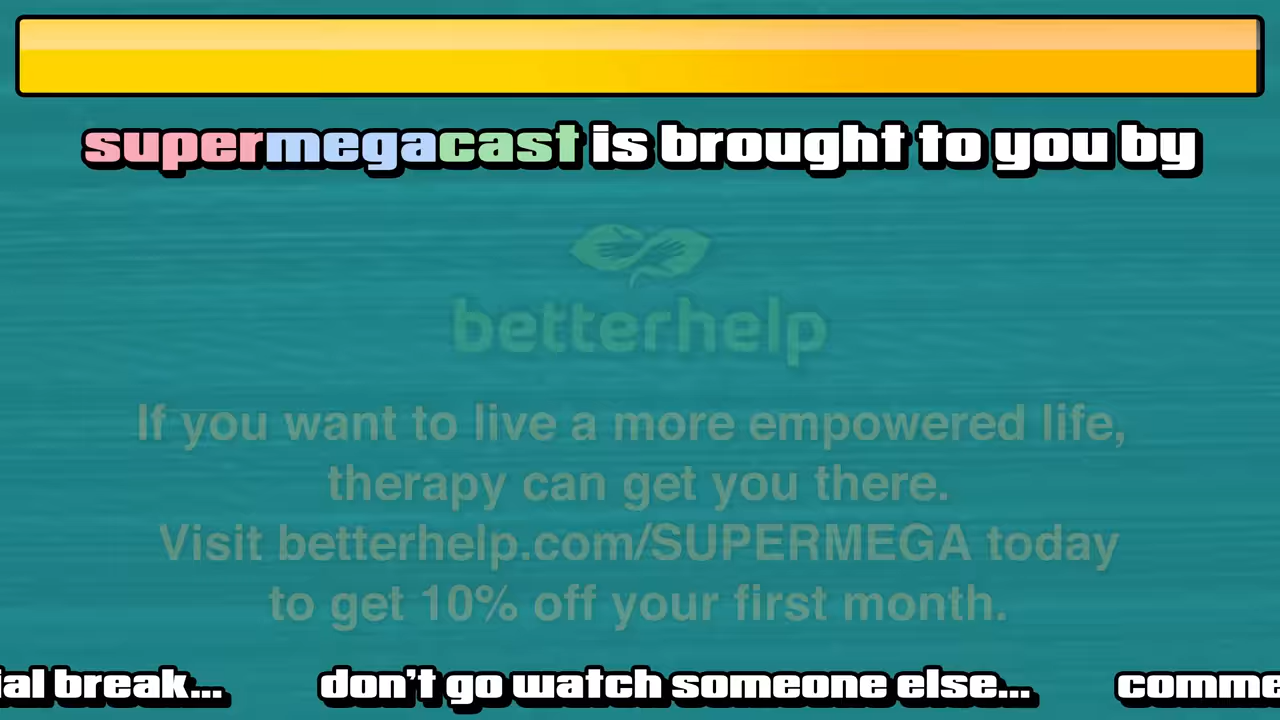 supermegacast is brought to you by
betterhelp
If you want to live a more empowered life,
therapy can get you there.
Visit betterhelp.com/SUPERMEGA today
to get 10% off your first month.
ial break... don't go watch someone else... comme